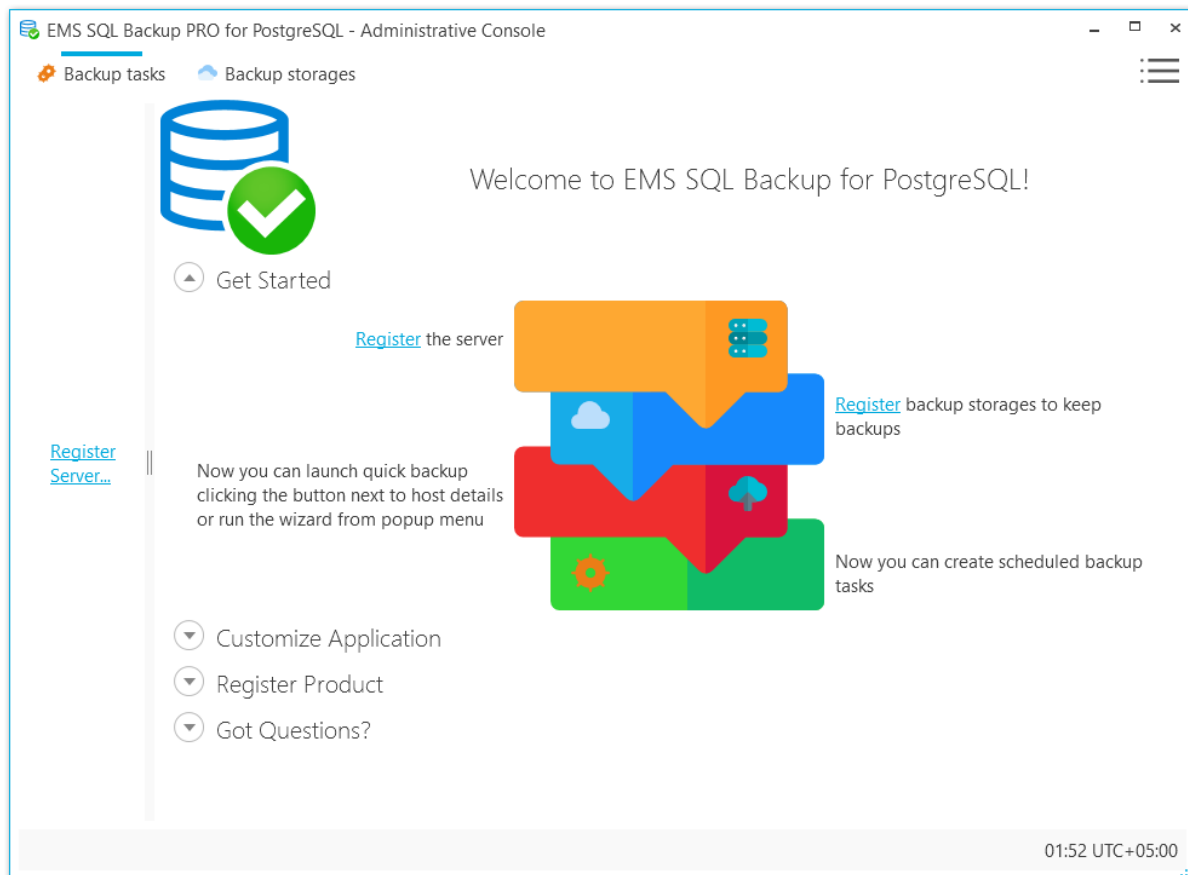 EMS SQL Backup PRO for PostgreSQL - Administrative Console
Backup tasks
Backup storages
Welcome to EMS SQL Backup for PostgreSQL!
Get Started
Register the server
Register backup storages to keep
backups
Register
Server...
Now you can launch quick backup
clicking the button next to host details
or run the wizard from popup menu
Now you can create scheduled backup
tasks
Customize Application
Register Product
Got Questions?
01:52 UTC+05:00